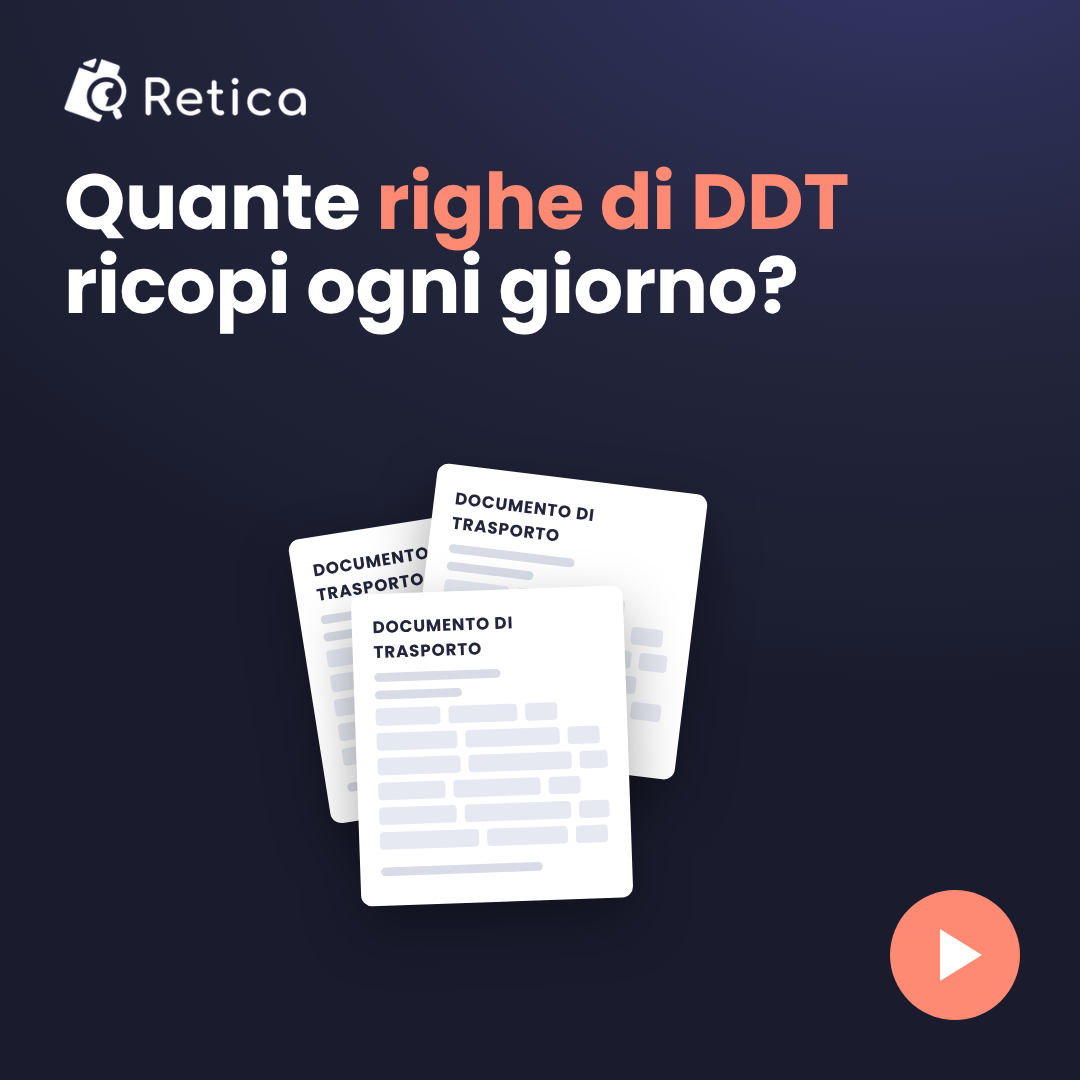 Retica
Quante righe di DDT
ricopi ogni giorno?
DOCUMENTO DI
TRASPORTO
DOCUMENTO
TRASPORTO
DOCUMENTO DI
TRASPORTO